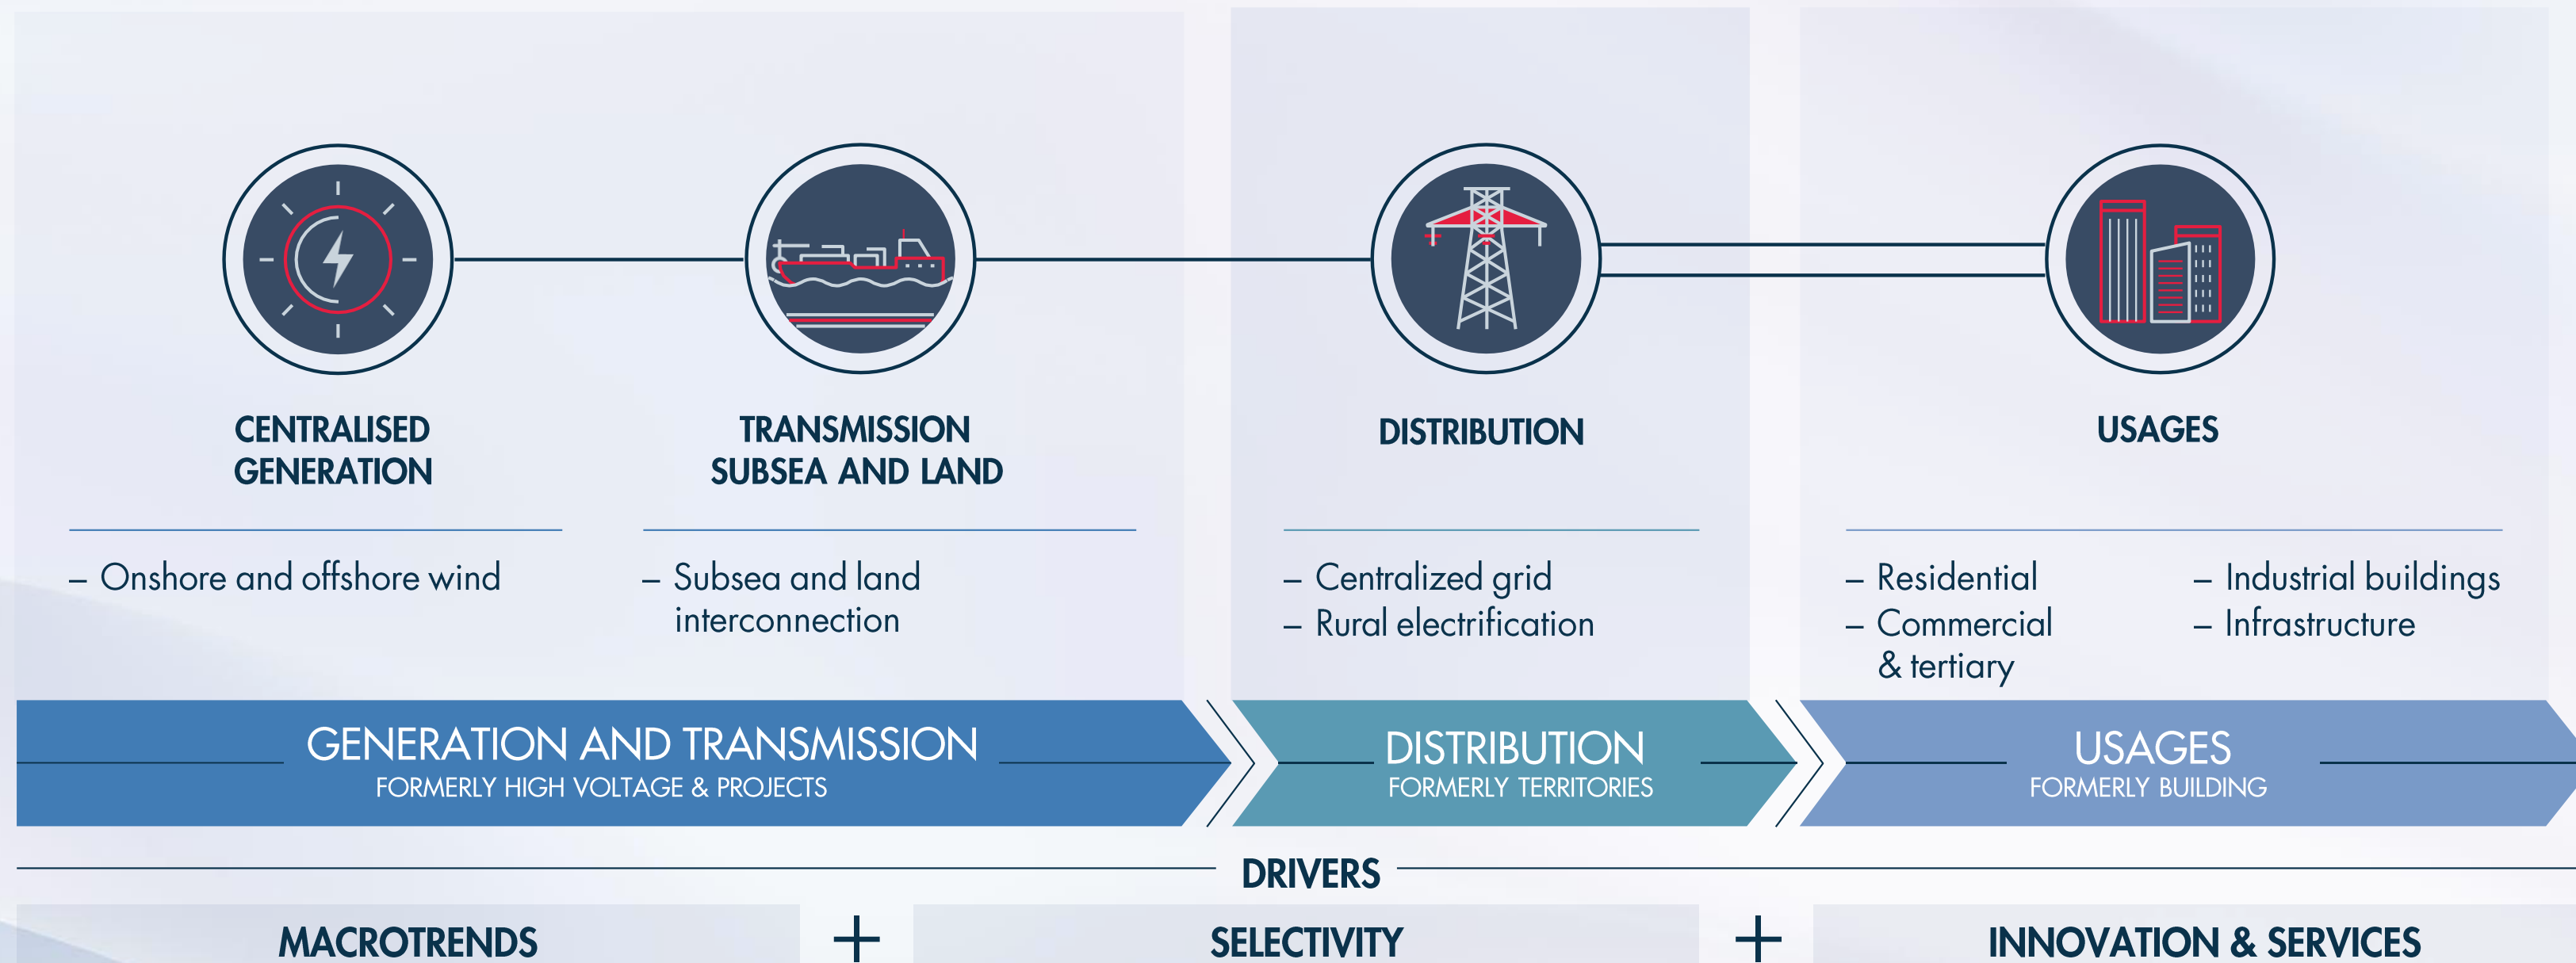 CENTRALISED
GENERATION
– Onshore and offshore wind
TRANSMISSION
SUBSEA AND LAND
– Subsea and land
interconnection
DISTRIBUTION
– Centralized grid
– Rural electrification
USAGES
– Residential
– Commercial
& tertiary
– Industrial buildings
– Infrastructure
GENERATION AND TRANSMISSION
FORMERLY HIGH VOLTAGE & PROJECTS
DISTRIBUTION
FORMERLY TERRITORIES
USAGES
FORMERLY BUILDING
DRIVERS
MACROTRENDS
+
SELECTIVITY
+
INNOVATION & SERVICES